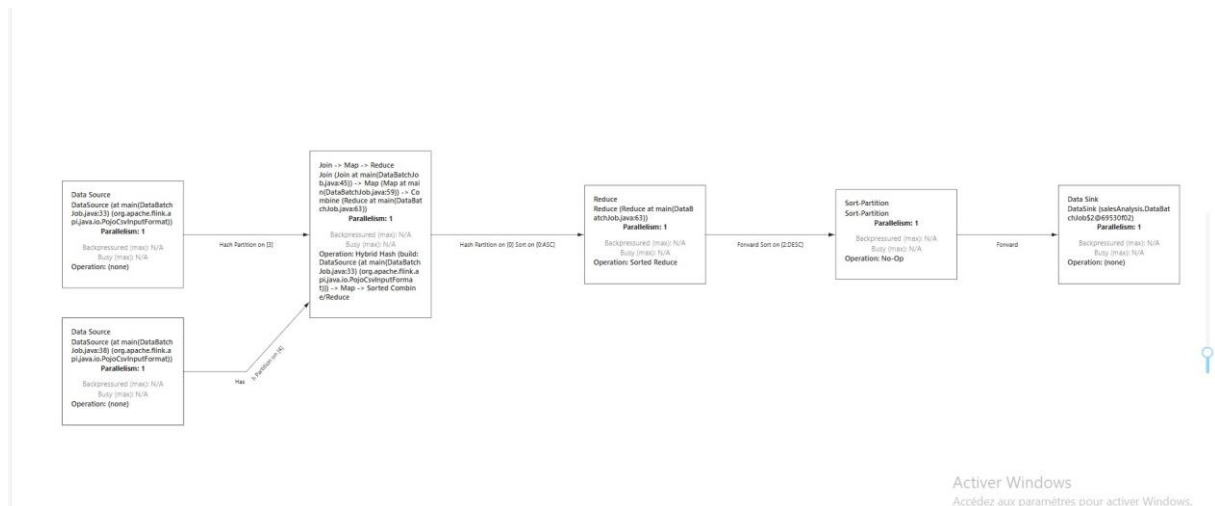 Data Source
DataSource (at main(DataBatch
Job.java:33) (org.apache.flink.a
pi.java.io.PojoCsvInputFormat))
Parallelism: 1
Backpressured (max): N/A
Busy (max): N/A
Operation: (none)
Hash Partition on [3]
Data Source
DataSource (at main(DataBatch
Job.java:38) (org.apache.flink.a
pi.java.io.PojoCsvInputFormat))
Parallelism: 1
Backpressured (max): N/A
Busy (max): N/A
Operation: (none)
Hash Partition on [4]
Join -> Map -> Reduce
Join (Join at main(DataBatchJo
b.java:45)) -> Map (Map at mai
n(DataBatchJob.java:59)) -> Co
mbine (Reduce at main(DataBat
chJob.java:63))
Parallelism: 1
Backpressured (max): N/A
Busy (max): N/A
Operation: Hybrid Hash (build:
DataSource (at main(DataBatch
Job.java:33) (org.apache.flink.a
pi.java.io.PojoCsvInputForma
t))) -> Map -> Sorted Combin
e/Reduce
Hash Partition on [0] Sort on [0:ASC]
Reduce
Reduce (Reduce at main(DataB
atchJob.java:63))
Parallelism: 1
Backpressured (max): N/A
Busy (max): N/A
Operation: Sorted Reduce
Forward Sort on [2:DESC]
Sort-Partition
Sort-Partition
Parallelism: 1
Backpressured (max): N/A
Busy (max): N/A
Operation: No-Op
Forward
Data Sink
DataSink (salesAnalysis.DataBat
chJob$2@69530f02)
Parallelism: 1
Backpressured (max): N/A
Busy (max): N/A
Operation: (none)
Activer Windows
Accédez aux paramètres pour activer Windows.